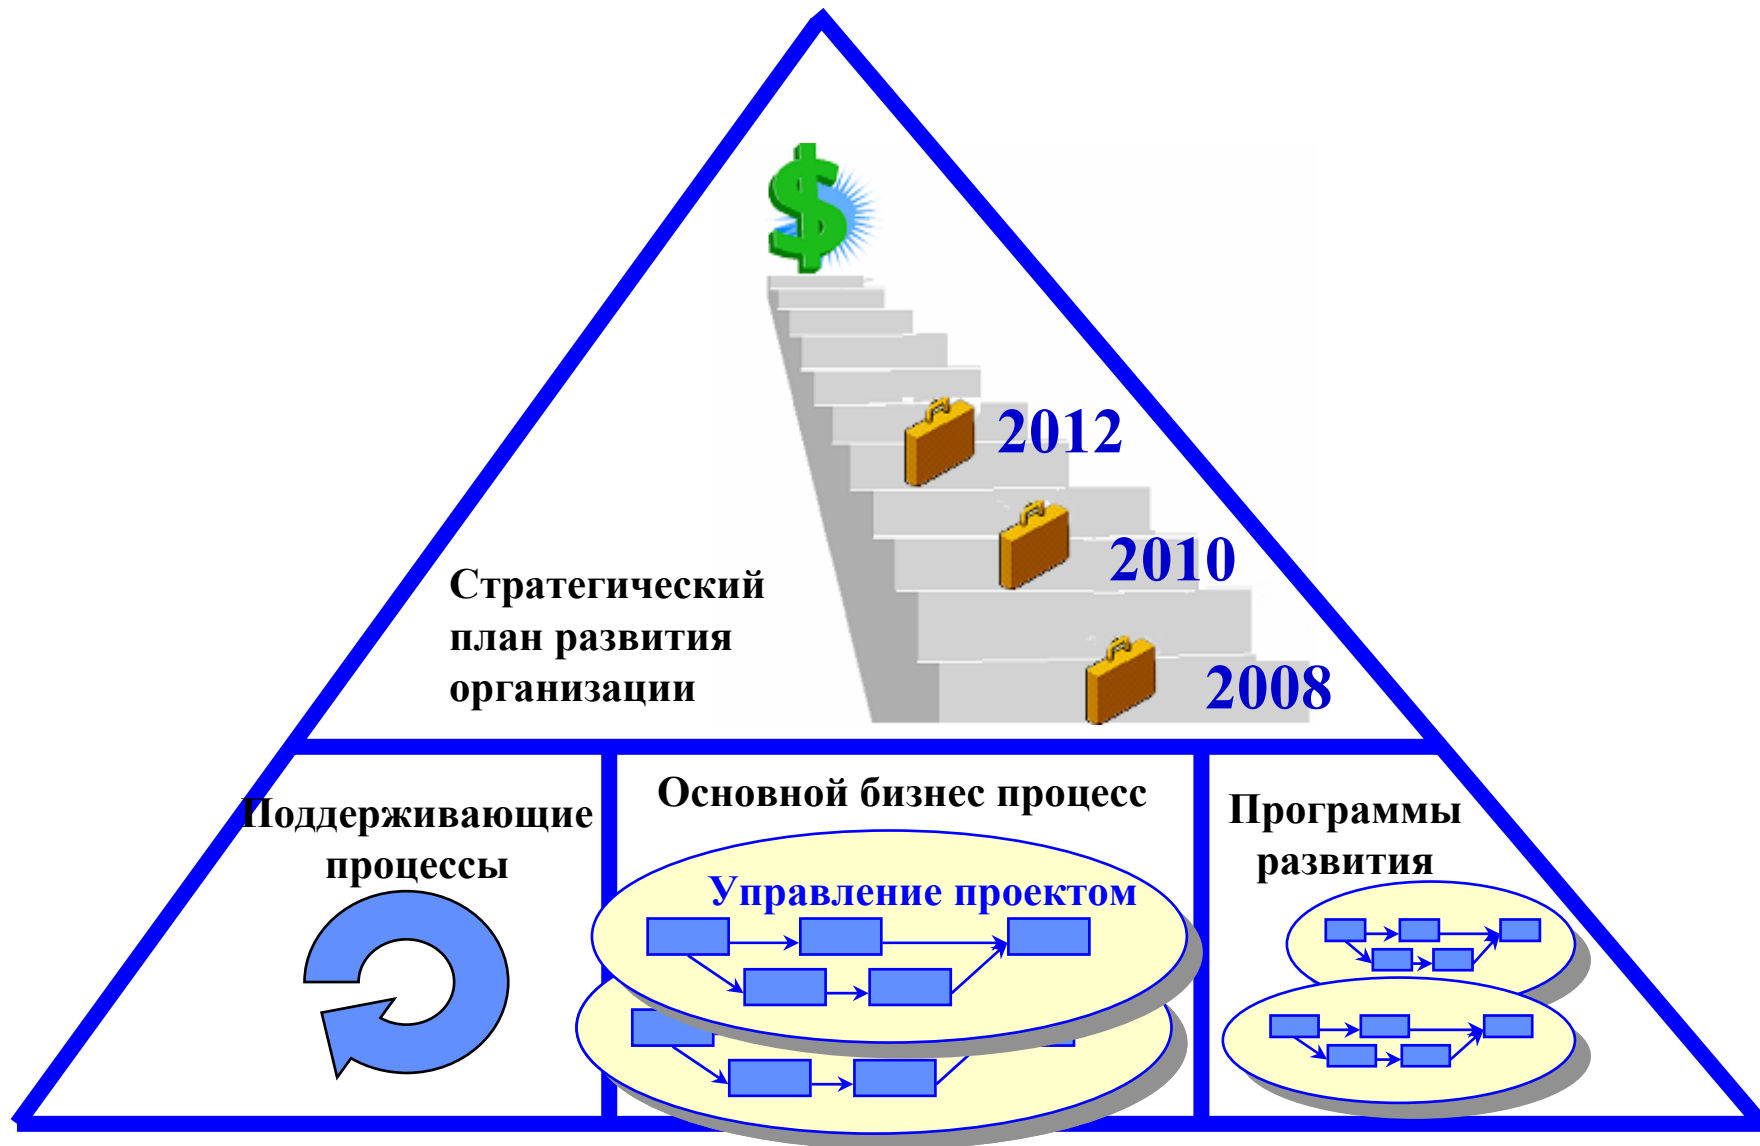 2012
2010
Стратегический
план развития
организации
2008
Поддерживающие
процессы
Основной бизнес процесс
Управление проектом
Программы
развития